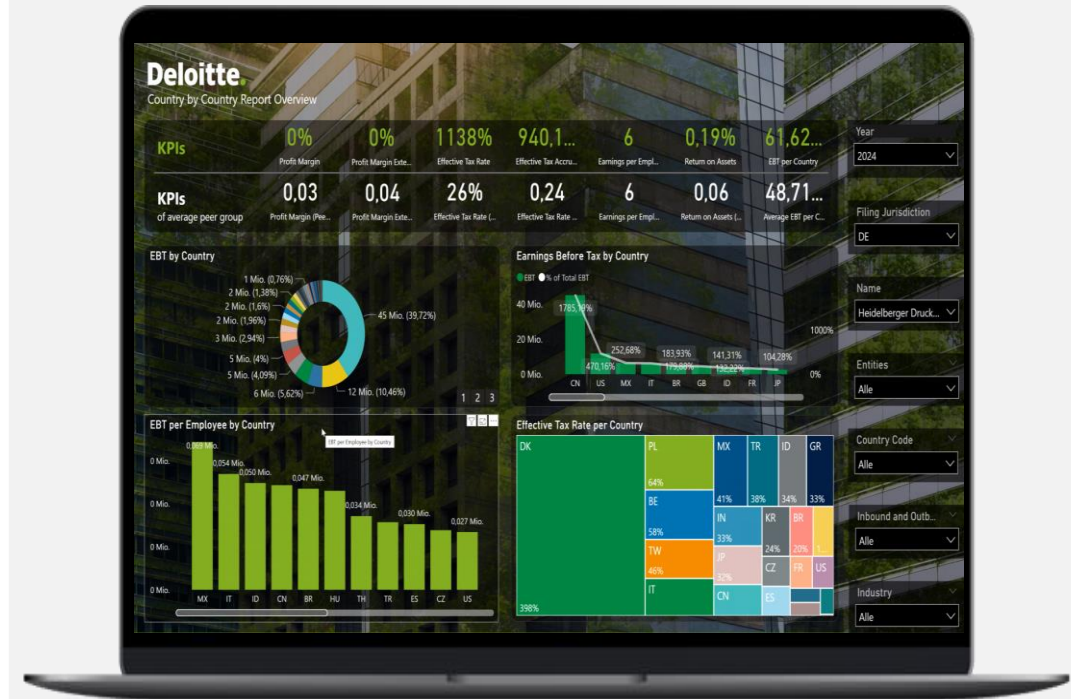 Deloitte.
Country by Country Report Overview
KPIs
0%
Profit Margin
0%
Profit Margin Exte...
1138%
Effective Tax Rate
940,1...
Effective Tax Accru...
6
Earnings per Empl...
0,19%
Return on Assets
61,62...
EBT per Country
KPIs
of average peer group
0,03
Profit Margin (Pee...
0,04
Profit Margin Exte...
26%
Effective Tax Rate (...
0,24
Effective Tax Rate ...
6
Earnings per Empl...
0,06
Return on Assets (...
48,71...
Average EBT per C...
Year
2024
Filing Jurisdiction
DE
Name
Heidelberger Druck...
Entities
Alle
Country Code
Alle
Inbound and Outb...
Alle
Industry
Alle
EBT by Country
1 Mio. (0,76%)
2 Mio. (1,38%)
2 Mio. (1,6%)
2 Mio. (1,96%)
3 Mio. (2,94%)
5 Mio. (4%)
5 Mio. (4,09%)
6 Mio. (5,62%)
12 Mio. (10,46%)
45 Mio. (39,72%)
1 2 3
Earnings Before Tax by Country
EBT % of Total EBT
40 Mio.
20 Mio.
0 Mio.
1785,19%
470,16%
252,68%
179,88%
183,93%
132,22%
141,31%
104,28%
1000%
0%
CN US MX IT BR GB ID FR JP
EBT per Employee by Country
EBT per Employee by Country
0 Mio.
0 Mio.
0 Mio.
0 Mio.
0,069 Mio.
0,054 Mio.
0,050 Mio.
0,047 Mio.
0,034 Mio.
0,030 Mio.
0,027 Mio.
MX IT ID CN BR HU TH TR ES CZ US
Effective Tax Rate per Country
DK
398%
PL
64%
BE
58%
TW
46%
IT
MX
41%
TR
38%
ID
34%
GR
33%
IN
33%
JP
32%
CN
KR
24%
BR
20%
1...
CZ
FR
US
ES